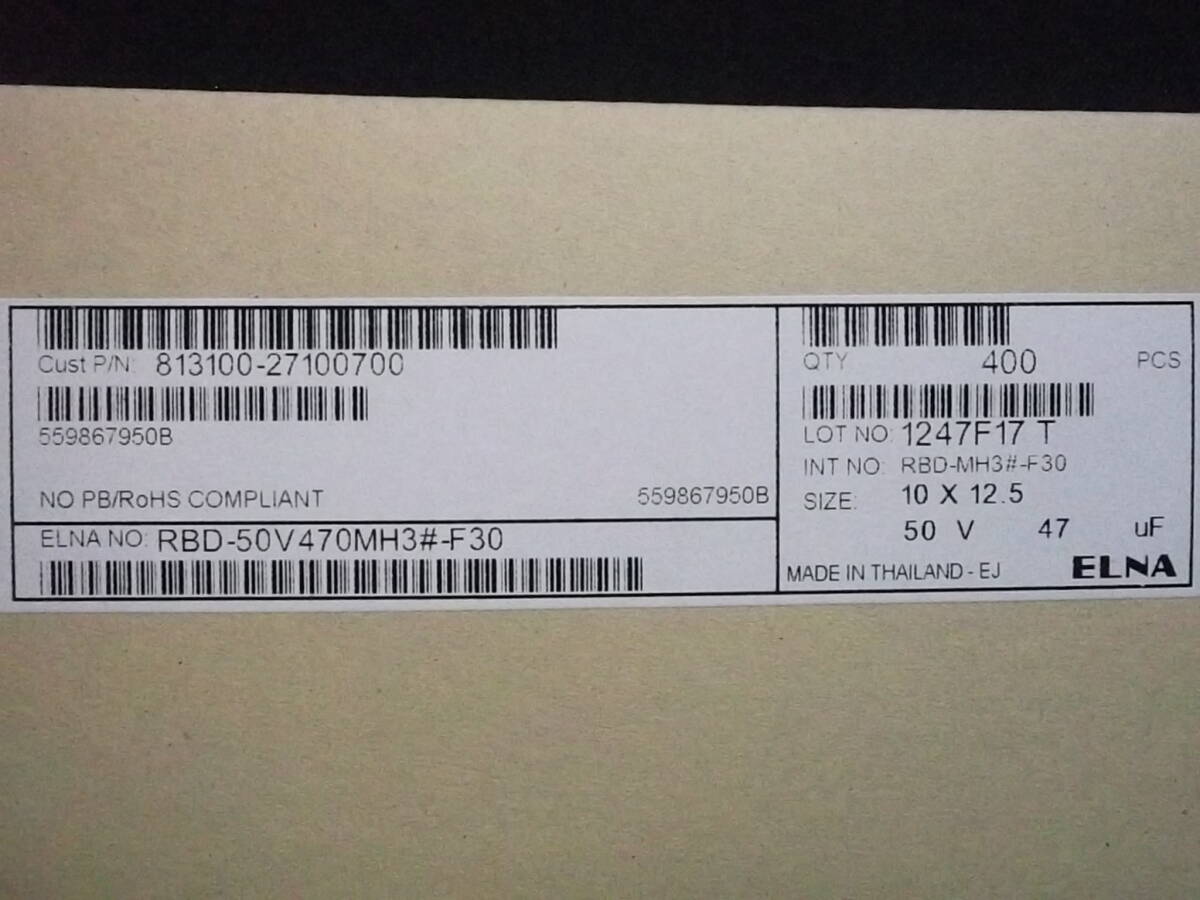 Cust P/N: 813100-27100700
559867950B
NO PB/RoHS COMPLIANT 559867950B
ELNA NO: RBD-50V470MH3#-F30
QTY 400 PCS
LOT NO: 1247F17 T
INT NO: RBD-MH3#-F30
SIZE: 10 X 12.5
50 V 47 uF
MADE IN THAILAND - EJ ELNA